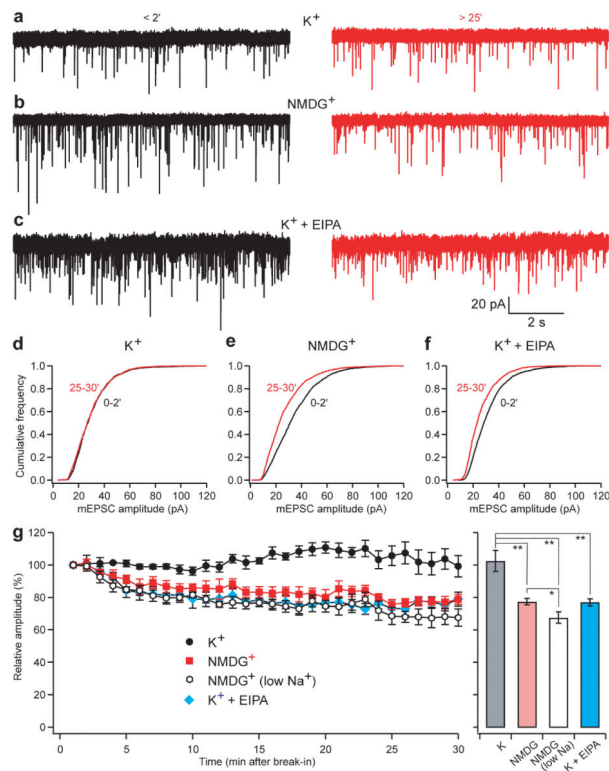 a < 2' K+ > 25'
b NMDG+
c K+ + EIPA
20 pA
2 s
d K+ e NMDG+ f K+ + EIPA
Cumulative frequency
1.0
0.8
0.6
0.4
0.2
0.0
25-30'
0-2'
25-30'
0-2'
25-30'
0-2'
0 20 40 60 80 100 120
0 20 40 60 80 100 120
0 20 40 60 80 100 120
mEPSC amplitude (pA) mEPSC amplitude (pA) mEPSC amplitude (pA)
g
Relative amplitude (%)
120
100
80
60
40
20
0
K+
NMDG+
NMDG+ (low Na+)
K+ + EIPA
0 5 10 15 20 25 30
Time (min after break-in)
**
**
**
*
K
NMDG
NMDG (low Na)
K + EIPA